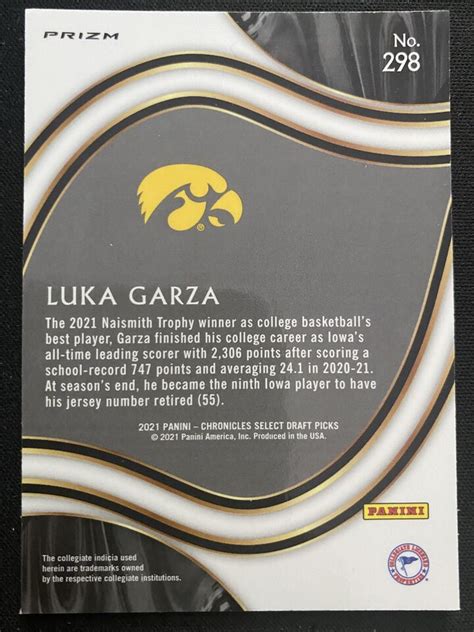 PRIZM
No.
298
LUKA GARZA
The 2021 Naismith Trophy winner as college basketball's
best player, Garza finished his college career as Iowa's
all-time leading scorer with 2,306 points after scoring a
school-record 747 points and averaging 24.1 in 2020-21.
At season's end, he became the ninth Iowa player to have
his jersey number retired (55).
2021 PANINI – CHRONICLES SELECT DRAFT PICKS
© 2021 Panini America, Inc. Produced in the USA.
PANINI
The collegiate indicia used
herein are trademarks owned
by the respective collegiate institutions.